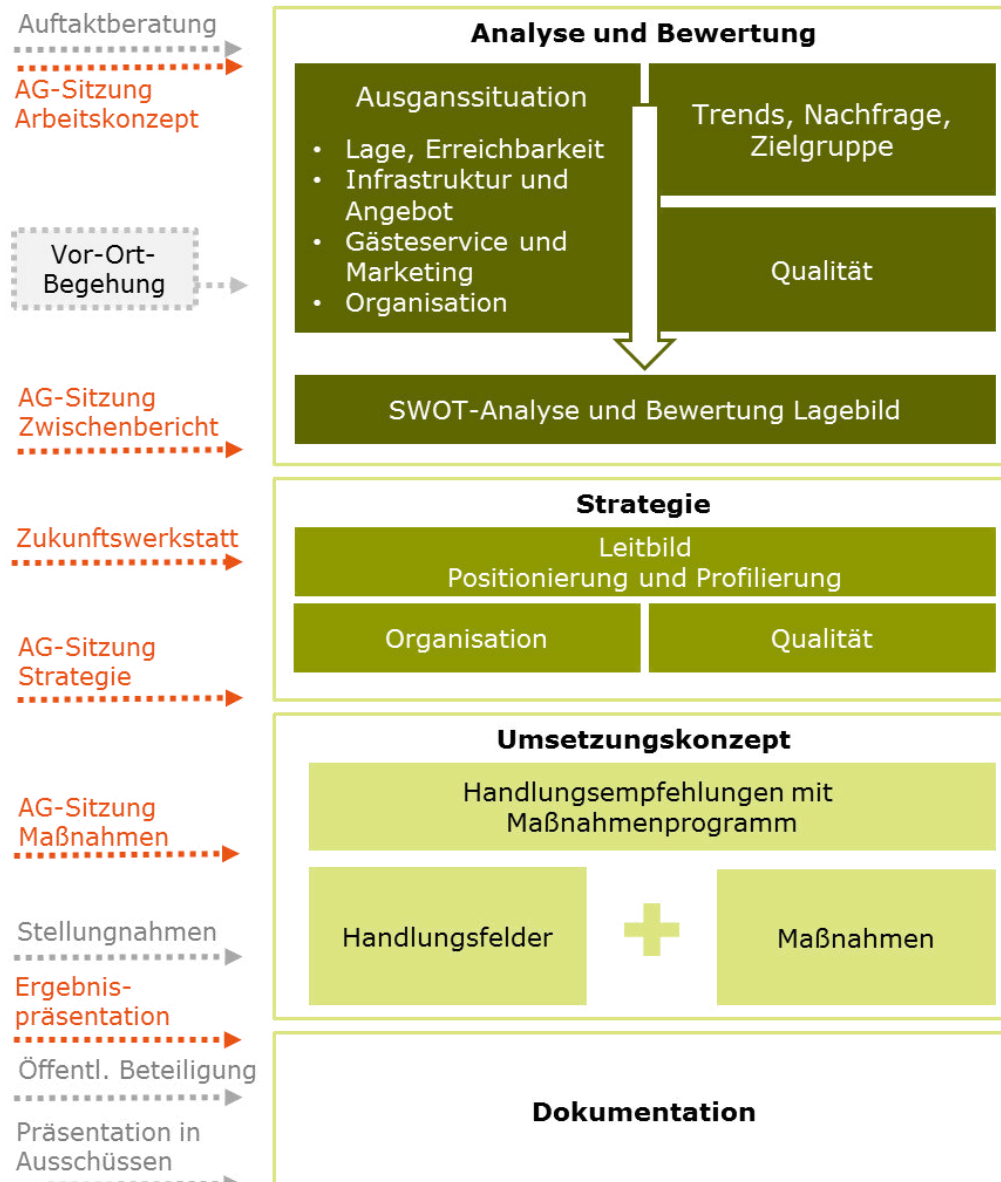 Auftaktberatung
AG-Sitzung
Arbeitskonzept
Vor-Ort-
Begehung
AG-Sitzung
Zwischenbericht
Zukunftswerkstatt
AG-Sitzung
Strategie
AG-Sitzung
Maßnahmen
Stellungnahmen
Ergebnis-
präsentation
Öffentl. Beteiligung
Präsentation in
Ausschüssen
Analyse und Bewertung
Ausganssituation
• Lage, Erreichbarkeit
• Infrastruktur und
Angebot
• Gästeservice und
Marketing
• Organisation
Trends, Nachfrage,
Zielgruppe
Qualität
SWOT-Analyse und Bewertung Lagebild
Strategie
Leitbild
Positionierung und Profilierung
Organisation
Qualität
Umsetzungskonzept
Handlungsempfehlungen mit
Maßnahmenprogramm
Handlungsfelder
+
Maßnahmen
Dokumentation